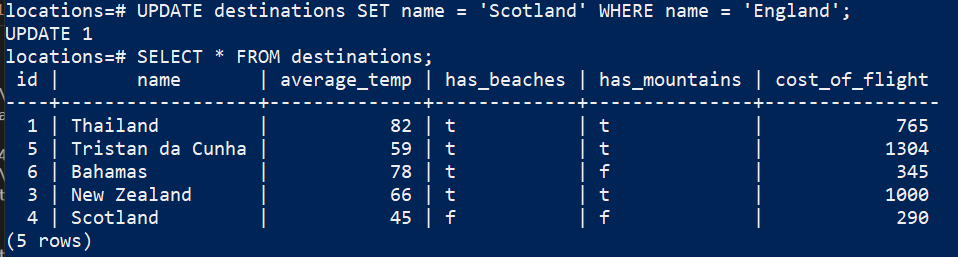 locations=# UPDATE destinations SET name = 'Scotland' WHERE name = 'England';
UPDATE 1
locations=# SELECT * FROM destinations;
 id |       name       | average_temp | has_beaches | has_mountains | cost_of_flight
----+------------------+--------------+-------------+---------------+----------------
  1 | Thailand         |           82 | t           | t             |            765
  5 | Tristan da Cunha |           59 | t           | t             |           1304
  6 | Bahamas          |           78 | t           | f             |            345
  3 | New Zealand      |           66 | t           | t             |           1000
  4 | Scotland         |           45 | f           | f             |            290
(5 rows)